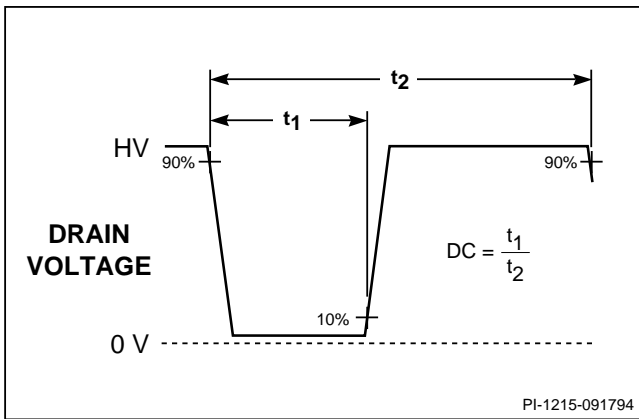 t2
t1
HV
90%
90%
DRAIN
VOLTAGE
DC = t1/t2
10%
0 V
PI-1215-091794